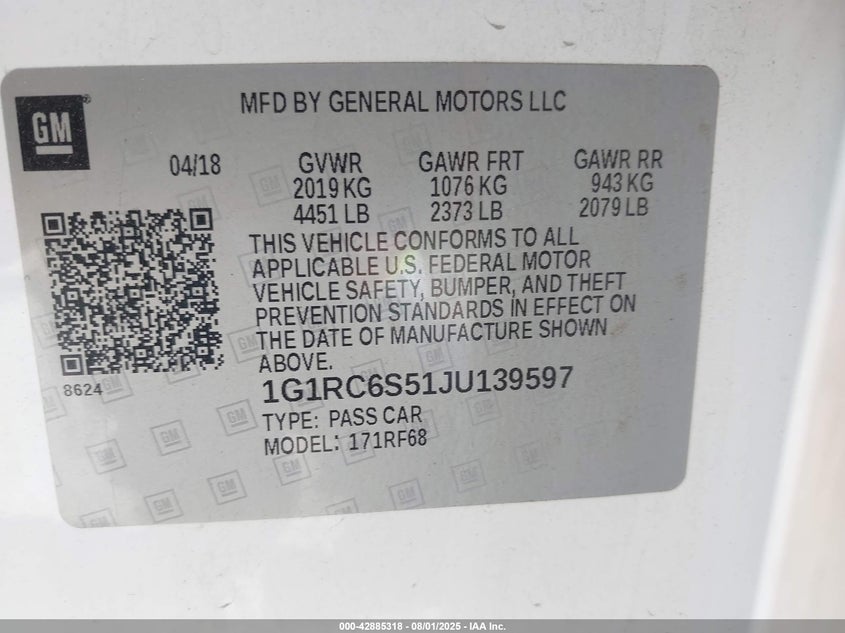 GM
MFD BY GENERAL MOTORS LLC
04/18 GVWR GAWR FRT GAWR RR
2019 KG 1076 KG 943 KG
4451 LB 2373 LB 2079 LB
THIS VEHICLE CONFORMS TO ALL
APPLICABLE U.S. FEDERAL MOTOR
VEHICLE SAFETY, BUMPER, AND THEFT
PREVENTION STANDARDS IN EFFECT ON
THE DATE OF MANUFACTURE SHOWN
ABOVE.
8624
1G1RC6S51JU139597
TYPE: PASS CAR
MODEL: 171RF68
000-42885318 - 08/01/2025 - IAA Inc.